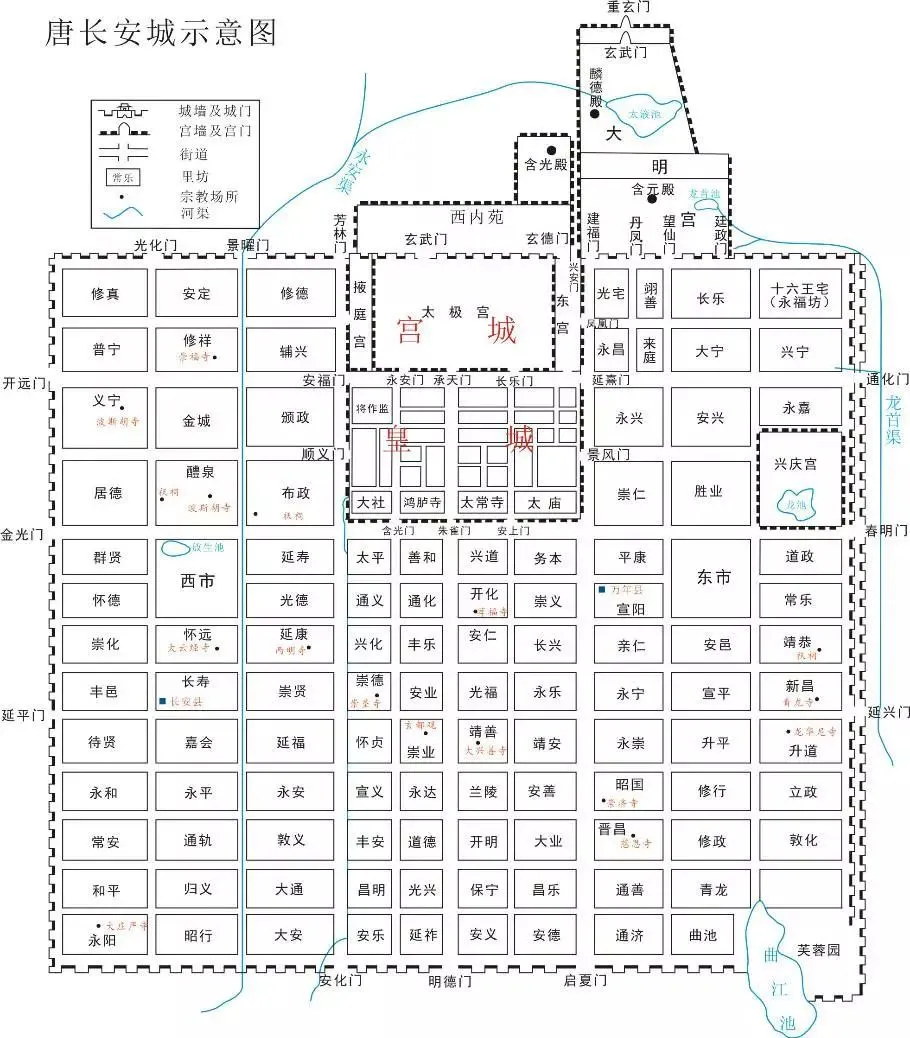 唐长安城示意图
城墙及城门
宫墙及宫门
街道
常乐
里坊
宗教场所
河渠
重玄门
玄武门
麟德殿
太液池
大
明
宫
含光殿
含元殿
龙首池
永安渠
西内苑
芳林门
玄武门
玄德门
建福门
丹凤门
望仙门
廷政门
光化门
景曜门
兴安门
修真
安定
修德
掖庭宫
太极宫
东宫
宫城
光宅
翊善
长乐
十六王宅
(永福坊)
凤凰门
普宁
修祥
崇福寺
辅兴
永昌
来庭
大宁
兴宁
开远门
安福门
永安门
承天门
长乐门
延熹门
通化门
龙首渠
义宁
波斯胡寺
金城
颁政
将作监
皇城
永兴
安兴
永嘉
顺义门
景风门
兴庆宫
龙池
居德
醴泉
祆祠
波斯胡寺
布政
祆祠
大社
鸿胪寺
太常寺
太庙
崇仁
胜业
金光门
含光门
朱雀门
安上门
春明门
群贤
放生池
西市
延寿
太平
善和
兴道
务本
平康
东市
道政
怀德
光德
通义
通化
开化
崇义
万年县
宣阳
常乐
崇化
怀远
大云经寺
延康
西明寺
兴化
丰乐
安仁
长兴
亲仁
安邑
靖恭
祆祠
丰邑
长寿
长安县
崇贤
崇德
崇圣寺
安业
光福
永乐
永宁
宣平
新昌
青龙寺
延平门
延兴门
待贤
嘉会
延福
怀贞
玄都观
崇业
靖善
大兴善寺
靖安
永崇
升平
龙华尼寺
升道
永和
永平
永安
宣义
永达
兰陵
安善
昭国
崇济寺
修行
立政
常安
通轨
敦义
丰安
道德
开明
大业
晋昌
慈恩寺
修政
敦化
和平
归义
大通
昌明
光兴
保宁
昌乐
通善
青龙
大庄严寺
永阳
昭行
大安
安乐
延祚
安义
安德
通济
曲池
曲江池
芙蓉园
安化门
明德门
启夏门